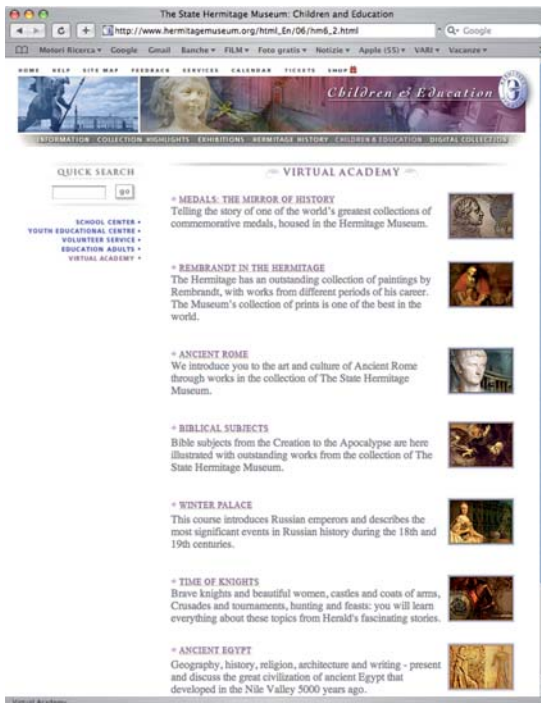 The State Hermitage Museum: Children and Education
http://www.hermitagemuseum.org/html_En/06/hm6_2.html
Google
Motori Ricerca Google Gmail Banche FILM Foto gratis Notizie Apple (55) VARI Vacanze
HOME HELP SITE MAP FEEDBACK SERVICES CALENDAR TICKETS SHOP
Children & Education
INFORMATION COLLECTION HIGHLIGHTS EXHIBITIONS HERMITAGE HISTORY CHILDREN & EDUCATION DIGITAL COLLECTION
QUICK SEARCH
go
SCHOOL CENTER
YOUTH EDUCATIONAL CENTRE
VOLUNTEER SERVICE
EDUCATION ADULTS
VIRTUAL ACADEMY
VIRTUAL ACADEMY
MEDALS: THE MIRROR OF HISTORY
Telling the story of one of the world's greatest collections of
commemorative medals, housed in the Hermitage Museum.
REMBRANDT IN THE HERMITAGE
The Hermitage has an outstanding collection of paintings by
Rembrandt, with works from different periods of his career.
The Museum's collection of prints is one of the best in the
world.
ANCIENT ROME
We introduce you to the art and culture of Ancient Rome
through works in the collection of The State Hermitage
Museum.
BIBLICAL SUBJECTS
Bible subjects from the Creation to the Apocalypse are here
illustrated with outstanding works from the collection of The
State Hermitage Museum.
WINTER PALACE
This course introduces Russian emperors and describes the
most significant events in Russian history during the 18th and
19th centuries.
TIME OF KNIGHTS
Brave knights and beautiful women, castles and coats of arms,
Crusades and tournaments, hunting and feasts: you will learn
everything about these topics from Herald's fascinating stories.
ANCIENT EGYPT
Geography, history, religion, architecture and writing - present
and discuss the great civilization of ancient Egypt that
developed in the Nile Valley 5000 years ago.
Virtual Academy